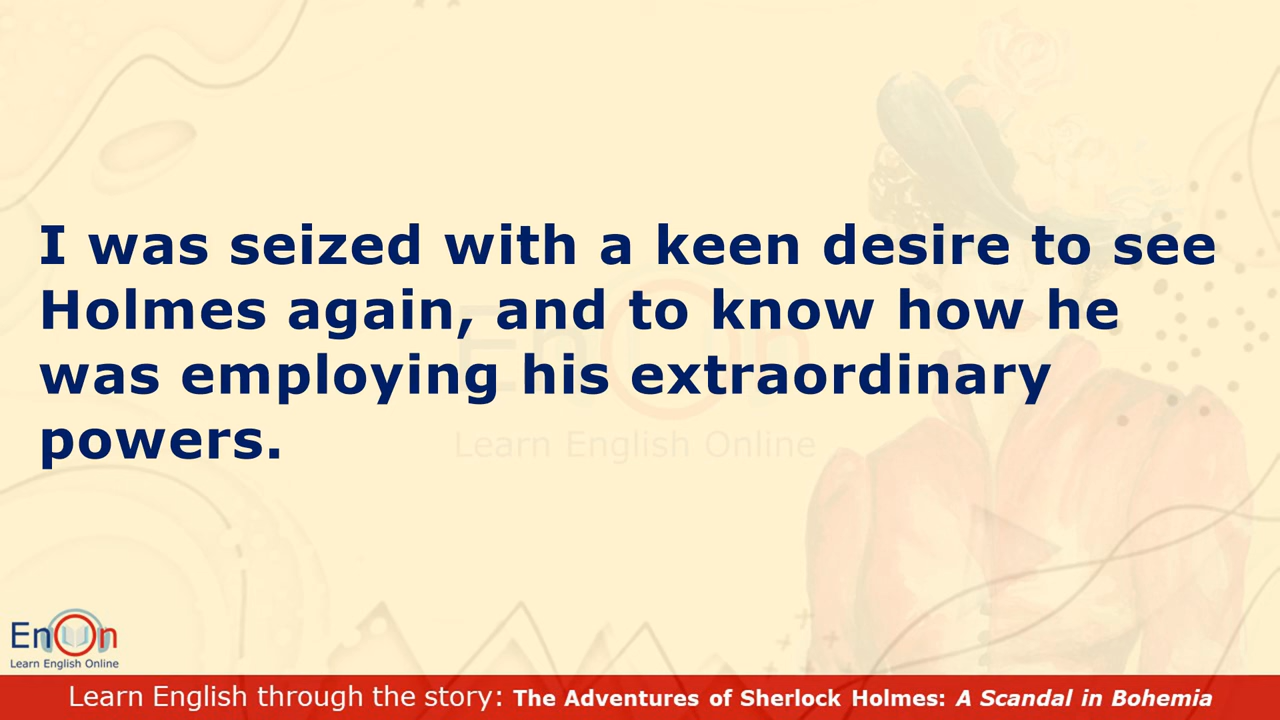 I was seized with a keen desire to see
Holmes again, and to know how he
was employing his extraordinary
powers.
EnOn
Learn English Online
EnOn
Learn English Online
Learn English through the story: The Adventures of Sherlock Holmes: A Scandal in Bohemia